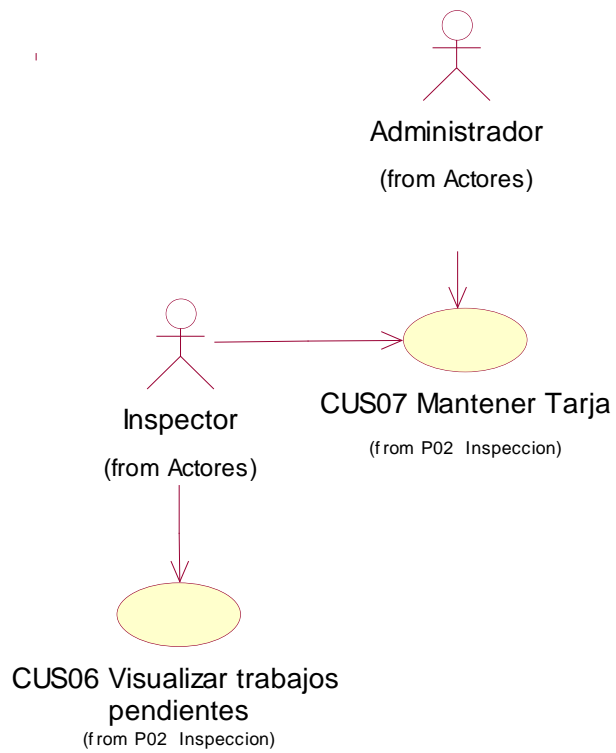 Administrador
(from Actores)
Inspector
(from Actores)
CUS07 Mantener Tarja
(from P02 Inspeccion)
CUS06 Visualizar trabajos
pendientes
(from P02 Inspeccion)